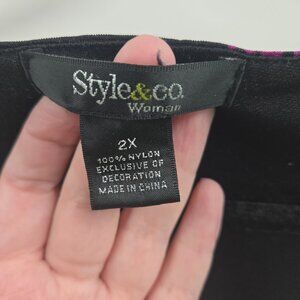 Style&co.
Woman
2X
100% NYLON
EXCLUSIVE OF
DECORATION
MADE IN CHINA